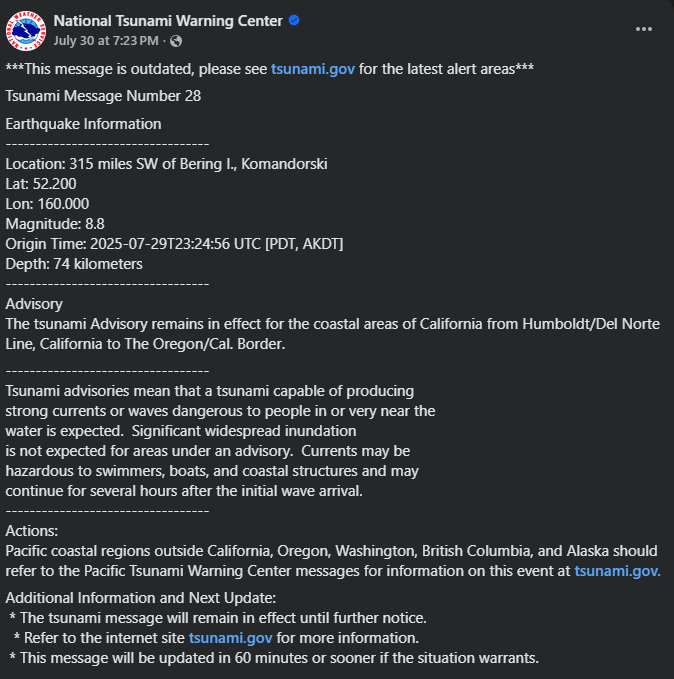 National Tsunami Warning Center
July 30 at 7:23 PM ·
***This message is outdated, please see tsunami.gov for the latest alert areas***
Tsunami Message Number 28
Earthquake Information
----------------------------------
Location: 315 miles SW of Bering I., Komandorski
Lat: 52.200
Lon: 160.000
Magnitude: 8.8
Origin Time: 2025-07-29T23:24:56 UTC [PDT, AKDT]
Depth: 74 kilometers
----------------------------------
Advisory
The tsunami Advisory remains in effect for the coastal areas of California from Humboldt/Del Norte
Line, California to The Oregon/Cal. Border.
----------------------------------
Tsunami advisories mean that a tsunami capable of producing
strong currents or waves dangerous to people in or very near the
water is expected.  Significant widespread inundation
is not expected for areas under an advisory.  Currents may be
hazardous to swimmers, boats, and coastal structures and may
continue for several hours after the initial wave arrival.
----------------------------------
Actions:
Pacific coastal regions outside California, Oregon, Washington, British Columbia, and Alaska should
refer to the Pacific Tsunami Warning Center messages for information on this event at tsunami.gov.
Additional Information and Next Update:
* The tsunami message will remain in effect until further notice.
* Refer to the internet site tsunami.gov for more information.
* This message will be updated in 60 minutes or sooner if the situation warrants.